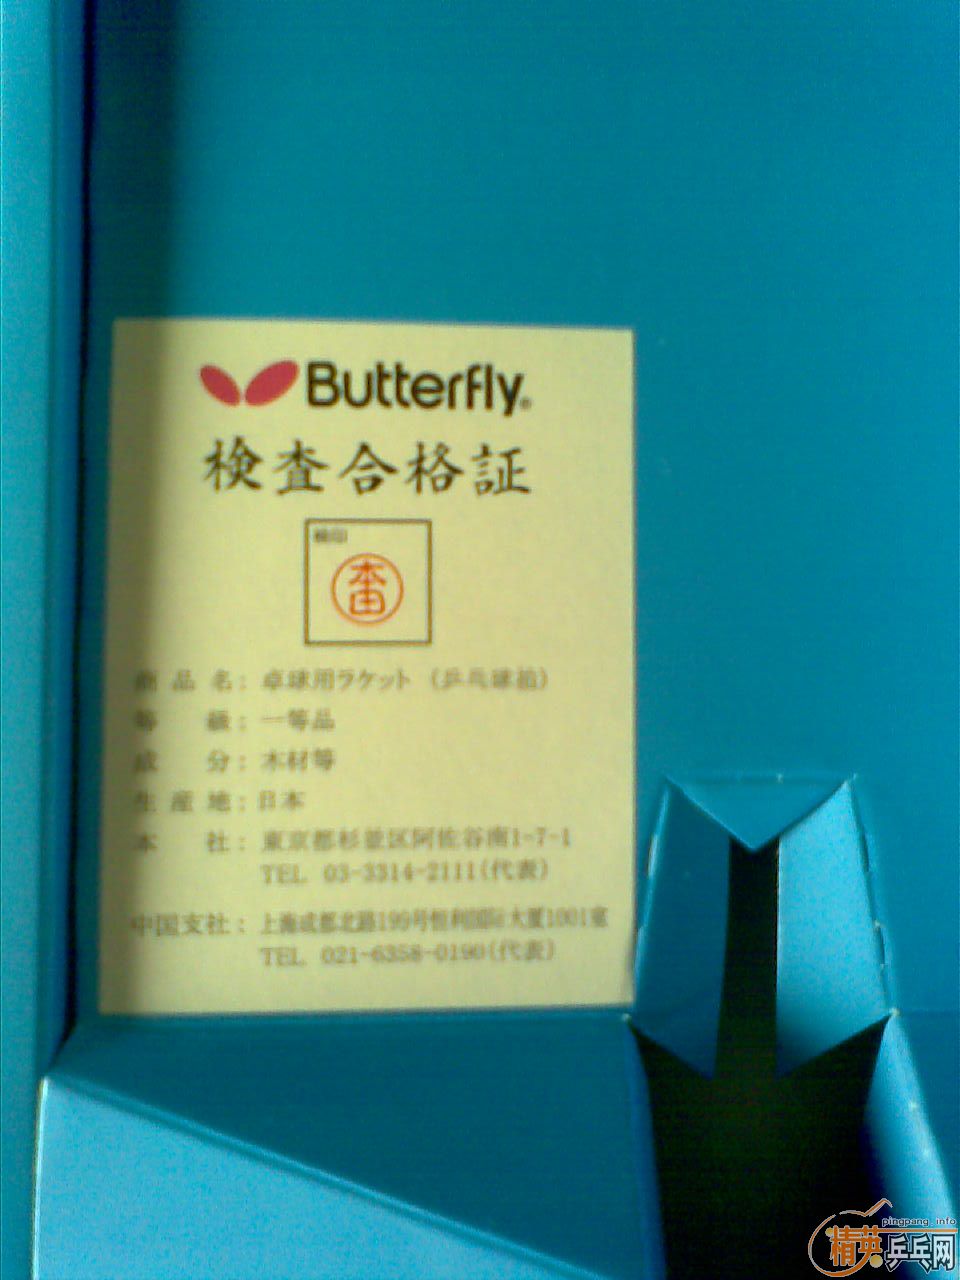 Butterfly®
検査合格証
検印
本田
商品名：卓球用ラケット（乒乓球拍）
等級：一等品
成分：木材等
生産地：日本
本社：東京都杉並区阿佐谷南1-7-1
TEL 03-3314-2111(代表)
中国支社：上海成都北路199号恒利国际大厦1001室
TEL 021-6358-0190(代表)
pingpang.info
精英乒乓网